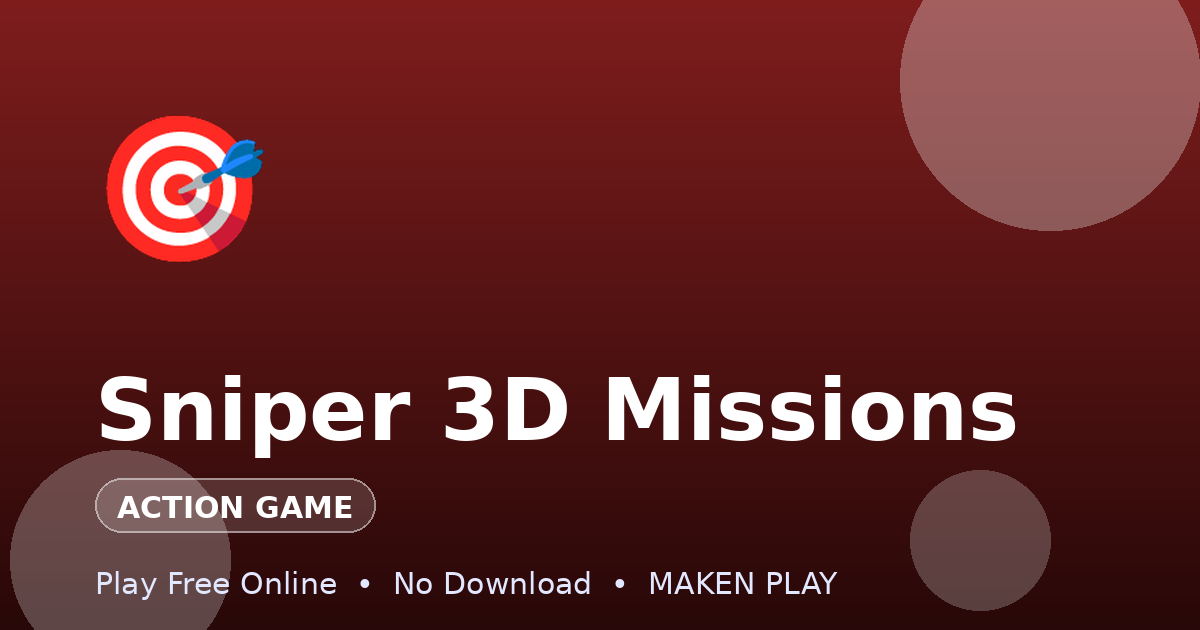 Sniper 3D Missions
ACTION GAME
Play Free Online • No Download • MAKEN PLAY